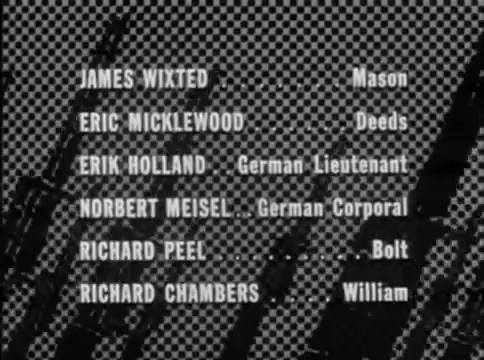 JAMES WIXTED . . . . . . . Mason
ERIC MICKLEWOOD . . . . . . Deeds
ERIK HOLLAND . . German Lieutenant
NORBERT MEISEL . . German Corporal
RICHARD PEEL . . . . . . . . . Bolt
RICHARD CHAMBERS . . . . William